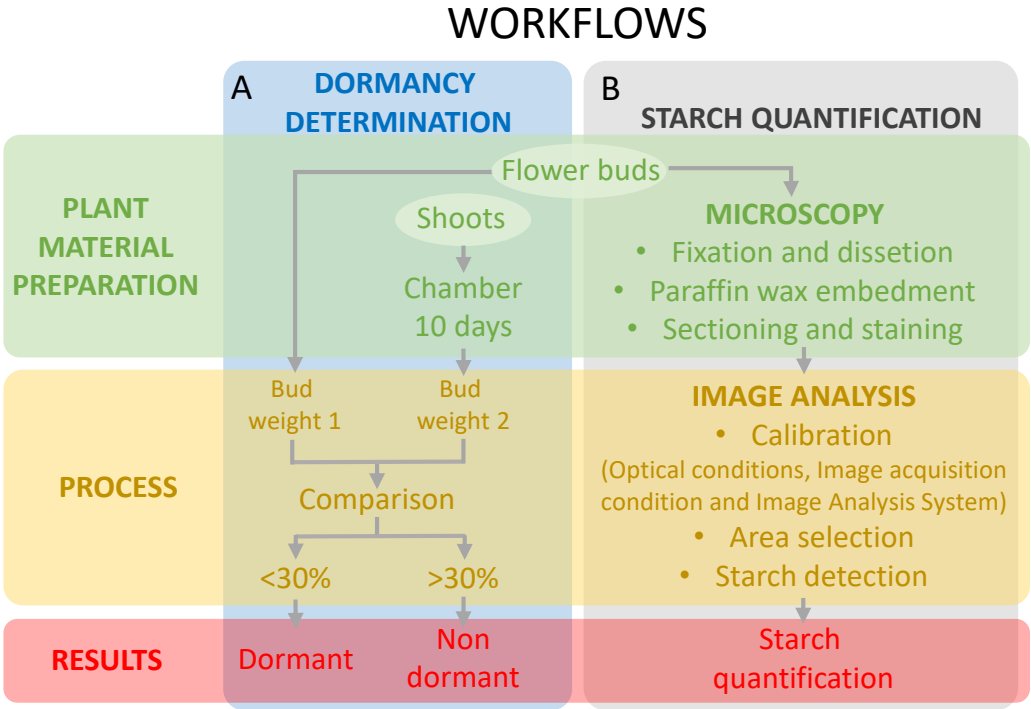 WORKFLOWS
A
DORMANCY
DETERMINATION
B
STARCH QUANTIFICATION
PLANT
MATERIAL
PREPARATION
Flower buds
Shoots
Chamber
10 days
MICROSCOPY
• Fixation and dissetion
• Paraffin wax embedment
• Sectioning and staining
PROCESS
Bud
weight 1
Bud
weight 2
Comparison
<30%
>30%
IMAGE ANALYSIS
• Calibration
(Optical conditions, Image acquisition
condition and Image Analysis System)
• Area selection
• Starch detection
RESULTS
Dormant
Non
dormant
Starch
quantification